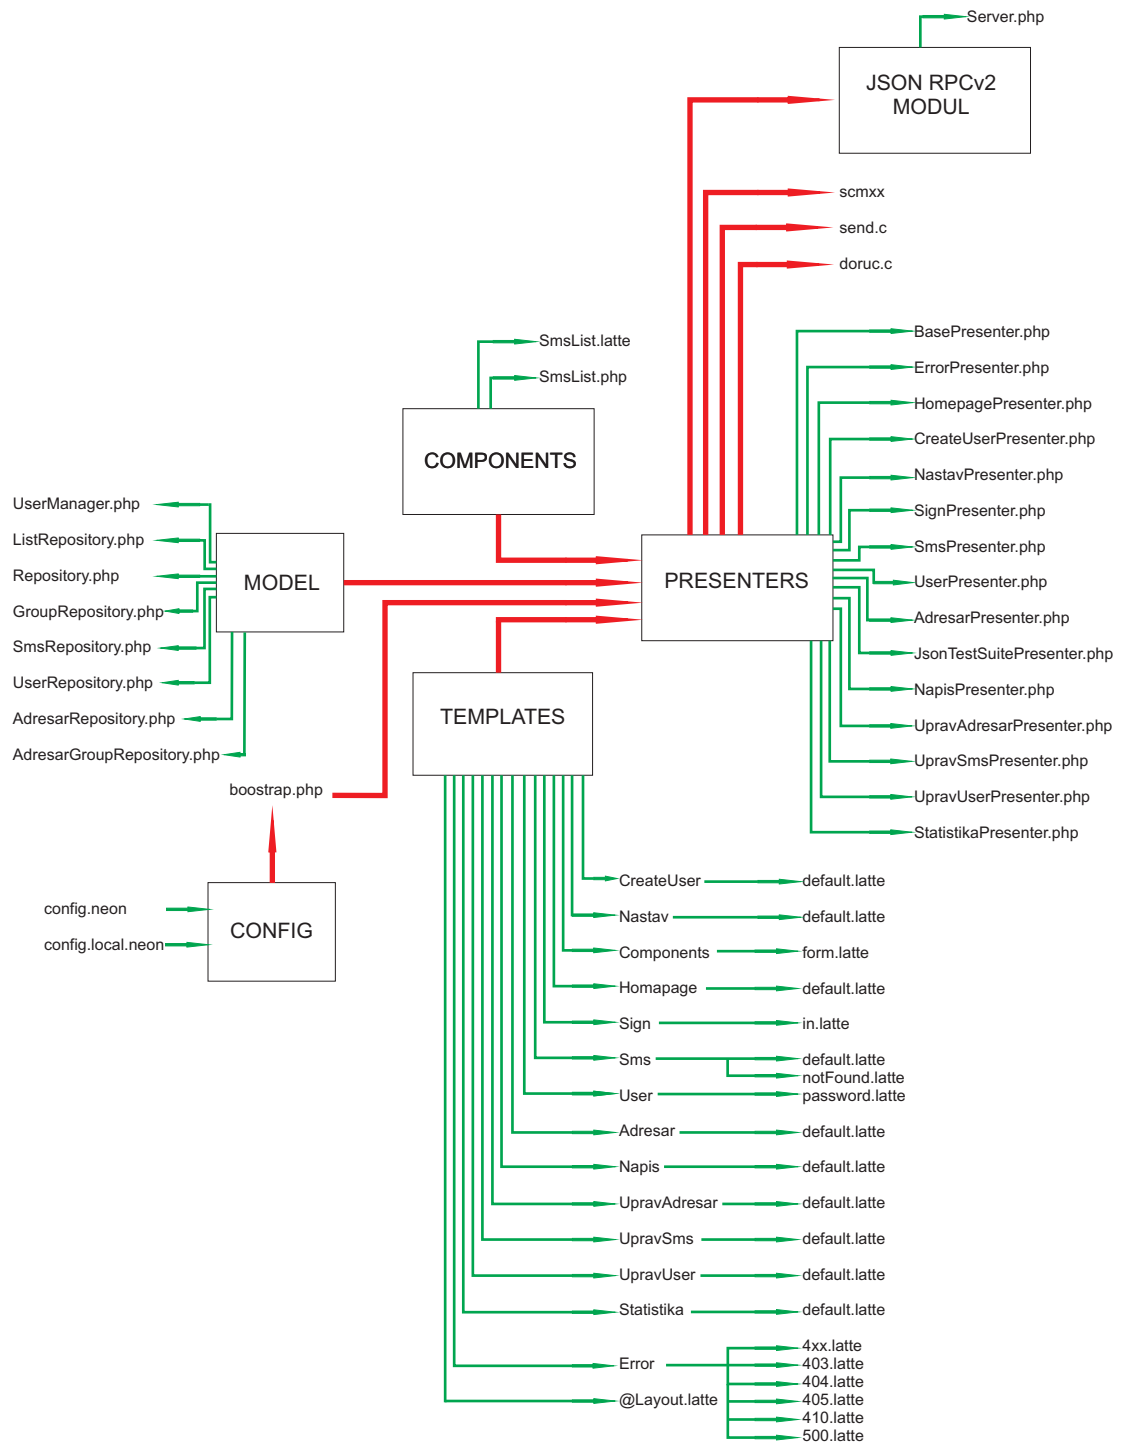 Server.php
JSON RPCv2
MODUL
scmxx
send.c
doruc.c
SmsList.latte
SmsList.php
COMPONENTS
BasePresenter.php
ErrorPresenter.php
HomepagePresenter.php
CreateUserPresenter.php
NastavPresenter.php
SignPresenter.php
SmsPresenter.php
UserPresenter.php
AdresarPresenter.php
JsonTestSuitePresenter.php
NapisPresenter.php
UpravAdresarPresenter.php
UpravSmsPresenter.php
UpravUserPresenter.php
StatistikaPresenter.php
PRESENTERS
UserManager.php
ListRepository.php
Repository.php
GroupRepository.php
SmsRepository.php
UserRepository.php
AdresarRepository.php
AdresarGroupRepository.php
MODEL
TEMPLATES
boostrap.php
config.neon
config.local.neon
CONFIG
CreateUser default.latte
Nastav default.latte
Components form.latte
Homapage default.latte
Sign in.latte
Sms default.latte
notFound.latte
User password.latte
Adresar default.latte
Napis default.latte
UpravAdresar default.latte
UpravSms default.latte
UpravUser default.latte
Statistika default.latte
4xx.latte
Error 403.latte
404.latte
@Layout.latte 405.latte
410.latte
500.latte